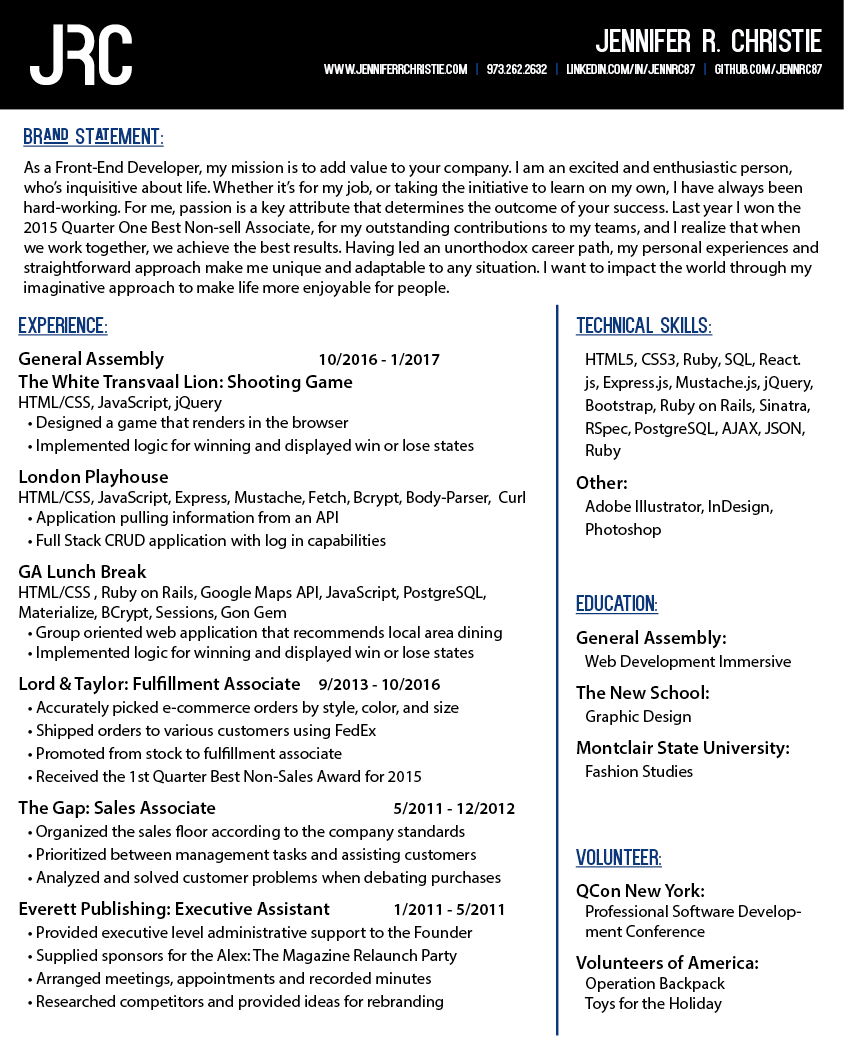 JRC
JENNIFER R. CHRISTIE
WWW.JENNIFERRCHRISTIE.COM | 973.262.2632 | LINKEDIN.COM/IN/JENNRC87 | GITHUB.COM/JENNRC87
BRAND STATEMENT:
As a Front-End Developer, my mission is to add value to your company. I am an excited and enthusiastic person,
who's inquisitive about life. Whether it's for my job, or taking the initiative to learn on my own, I have always been
hard-working. For me, passion is a key attribute that determines the outcome of your success. Last year I won the
2015 Quarter One Best Non-sell Associate, for my outstanding contributions to my teams, and I realize that when
we work together, we achieve the best results. Having led an unorthodox career path, my personal experiences and
straightforward approach make me unique and adaptable to any situation. I want to impact the world through my
imaginative approach to make life more enjoyable for people.
EXPERIENCE:
General Assembly 10/2016 - 1/2017
The White Transvaal Lion: Shooting Game
HTML/CSS, JavaScript, jQuery
• Designed a game that renders in the browser
• Implemented logic for winning and displayed win or lose states
London Playhouse
HTML/CSS, JavaScript, Express, Mustache, Fetch, Bcrypt, Body-Parser, Curl
• Application pulling information from an API
• Full Stack CRUD application with log in capabilities
GA Lunch Break
HTML/CSS , Ruby on Rails, Google Maps API, JavaScript, PostgreSQL,
Materialize, BCrypt, Sessions, Gon Gem
• Group oriented web application that recommends local area dining
• Implemented logic for winning and displayed win or lose states
Lord & Taylor: Fulfillment Associate 9/2013 - 10/2016
• Accurately picked e-commerce orders by style, color, and size
• Shipped orders to various customers using FedEx
• Promoted from stock to fulfillment associate
• Received the 1st Quarter Best Non-Sales Award for 2015
The Gap: Sales Associate 5/2011 - 12/2012
• Organized the sales floor according to the company standards
• Prioritized between management tasks and assisting customers
• Analyzed and solved customer problems when debating purchases
Everett Publishing: Executive Assistant 1/2011 - 5/2011
• Provided executive level administrative support to the Founder
• Supplied sponsors for the Alex: The Magazine Relaunch Party
• Arranged meetings, appointments and recorded minutes
• Researched competitors and provided ideas for rebranding
TECHNICAL SKILLS:
HTML5, CSS3, Ruby, SQL, React.
js, Express.js, Mustache.js, jQuery,
Bootstrap, Ruby on Rails, Sinatra,
RSpec, PostgreSQL, AJAX, JSON,
Ruby
Other:
Adobe Illustrator, InDesign,
Photoshop
EDUCATION:
General Assembly:
Web Development Immersive
The New School:
Graphic Design
Montclair State University:
Fashion Studies
VOLUNTEER:
QCon New York:
Professional Software Develop-
ment Conference
Volunteers of America:
Operation Backpack
Toys for the Holiday